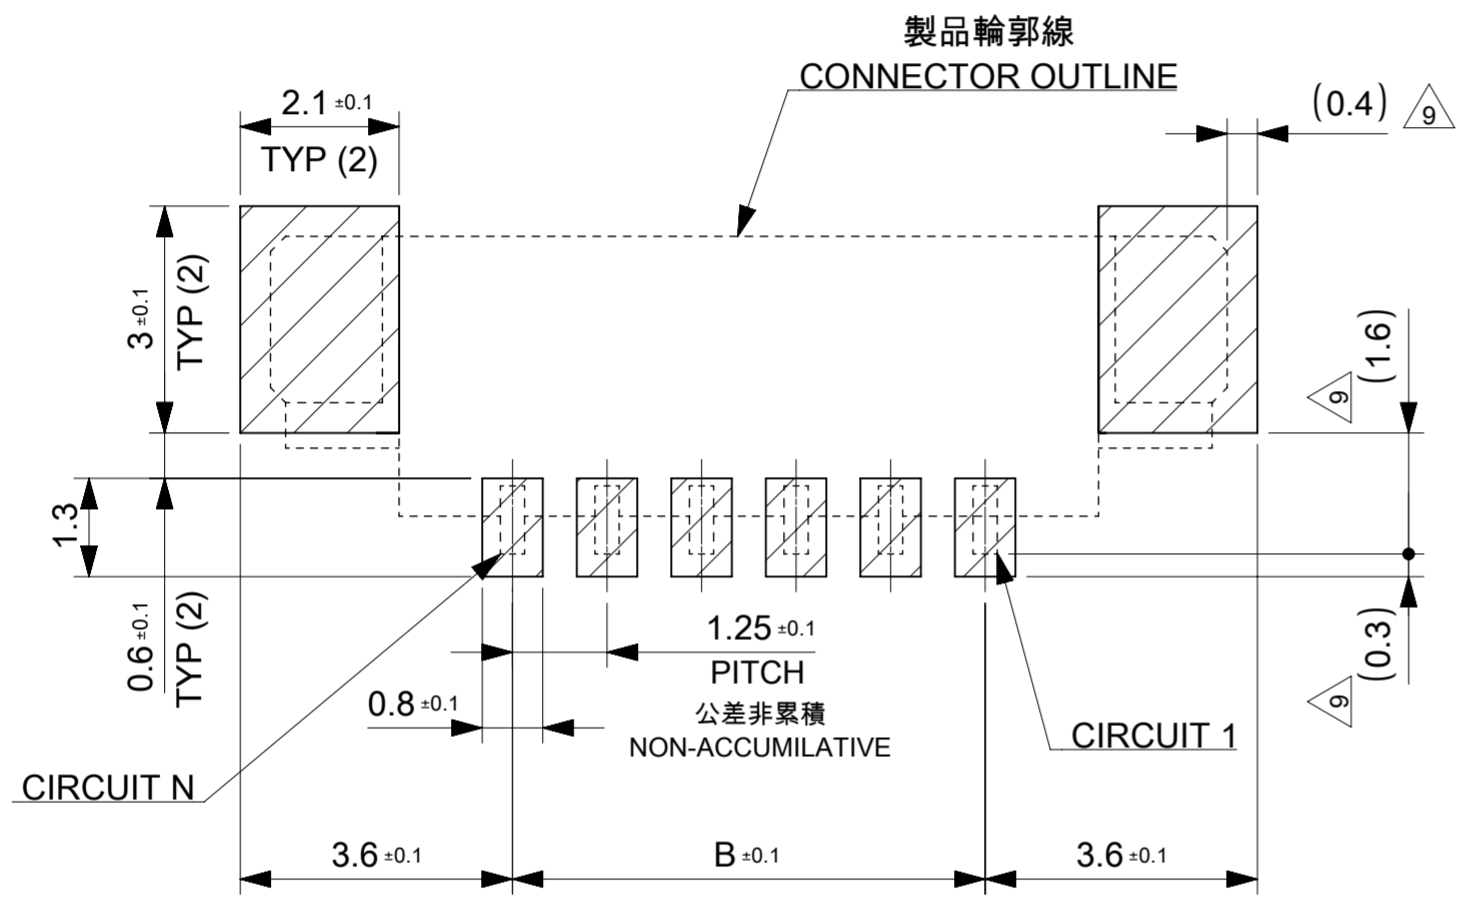 製品輪郭線
CONNECTOR OUTLINE
2.1 ±0.1
TYP (2)
(0.4) 9
3 ±0.1
TYP (2)
(1.6)
9
1.3
0.6 ±0.1
TYP (2)
1.25 ±0.1
PITCH
公差非累積
NON-ACCUMILATIVE
0.8 ±0.1
(0.3)
9
CIRCUIT 1
CIRCUIT N
3.6 ±0.1
B ±0.1
3.6 ±0.1